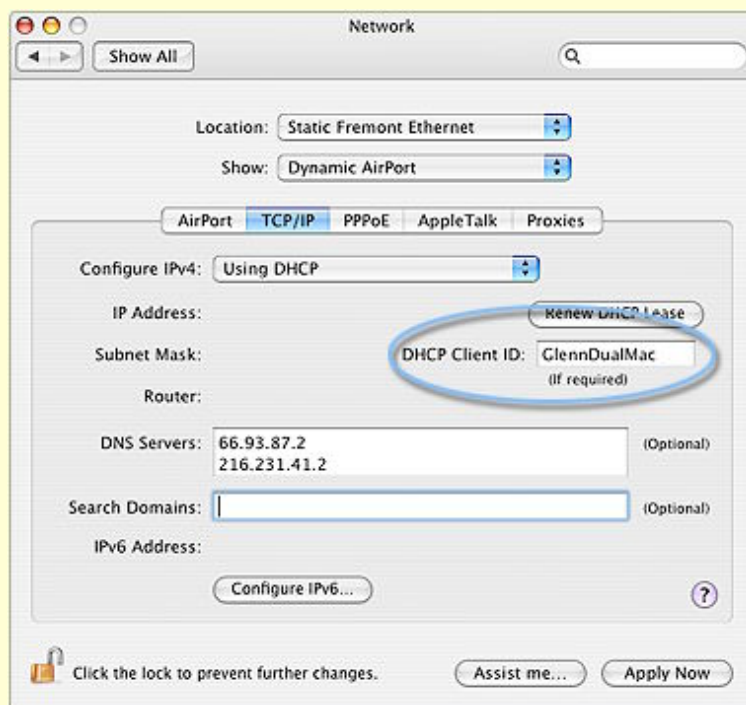 Network
Show All
Location: Static Fremont Ethernet
Show: Dynamic AirPort
AirPort TCP/IP PPPoE AppleTalk Proxies
Configure IPv4: Using DHCP
IP Address: Renew DHCP Lease
Subnet Mask: DHCP Client ID: GlennDualMac
(If required)
Router:
DNS Servers: 66.93.87.2 (Optional)
216.231.41.2
Search Domains: (Optional)
IPv6 Address:
Configure IPv6...
?
Click the lock to prevent further changes. Assist me... Apply Now